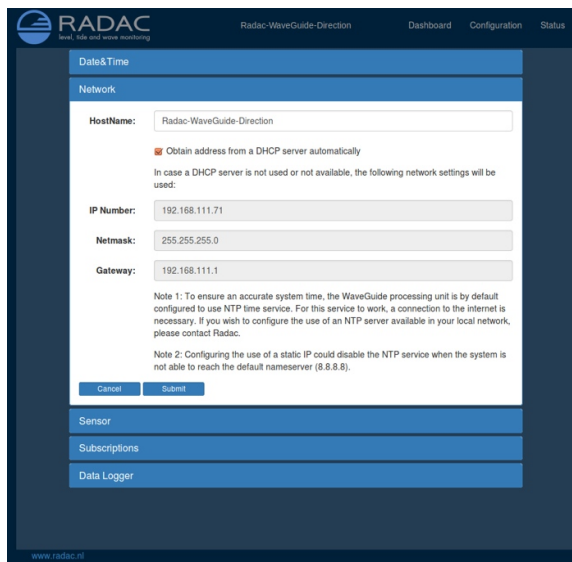 RADAC
level, tide and wave monitoring
Radac-WaveGuide-Direction
Dashboard
Configuration
Status
Date&Time
Network
HostName:
Radac-WaveGuide-Direction
Obtain address from a DHCP server automatically
In case a DHCP server is not used or not available, the following network settings will be
used:
IP Number:
192.168.111.71
Netmask:
255.255.255.0
Gateway:
192.168.111.1
Note 1: To ensure an accurate system time, the WaveGuide processing unit is by default
configured to use NTP time service. For this service to work, a connection to the internet is
necessary. If you wish to configure the use of an NTP server available in your local network,
please contact Radac.
Note 2: Configuring the use of a static IP could disable the NTP service when the system is
not able to reach the default nameserver (8.8.8.8).
Cancel
Submit
Sensor
Subscriptions
Data Logger
www.radac.nl